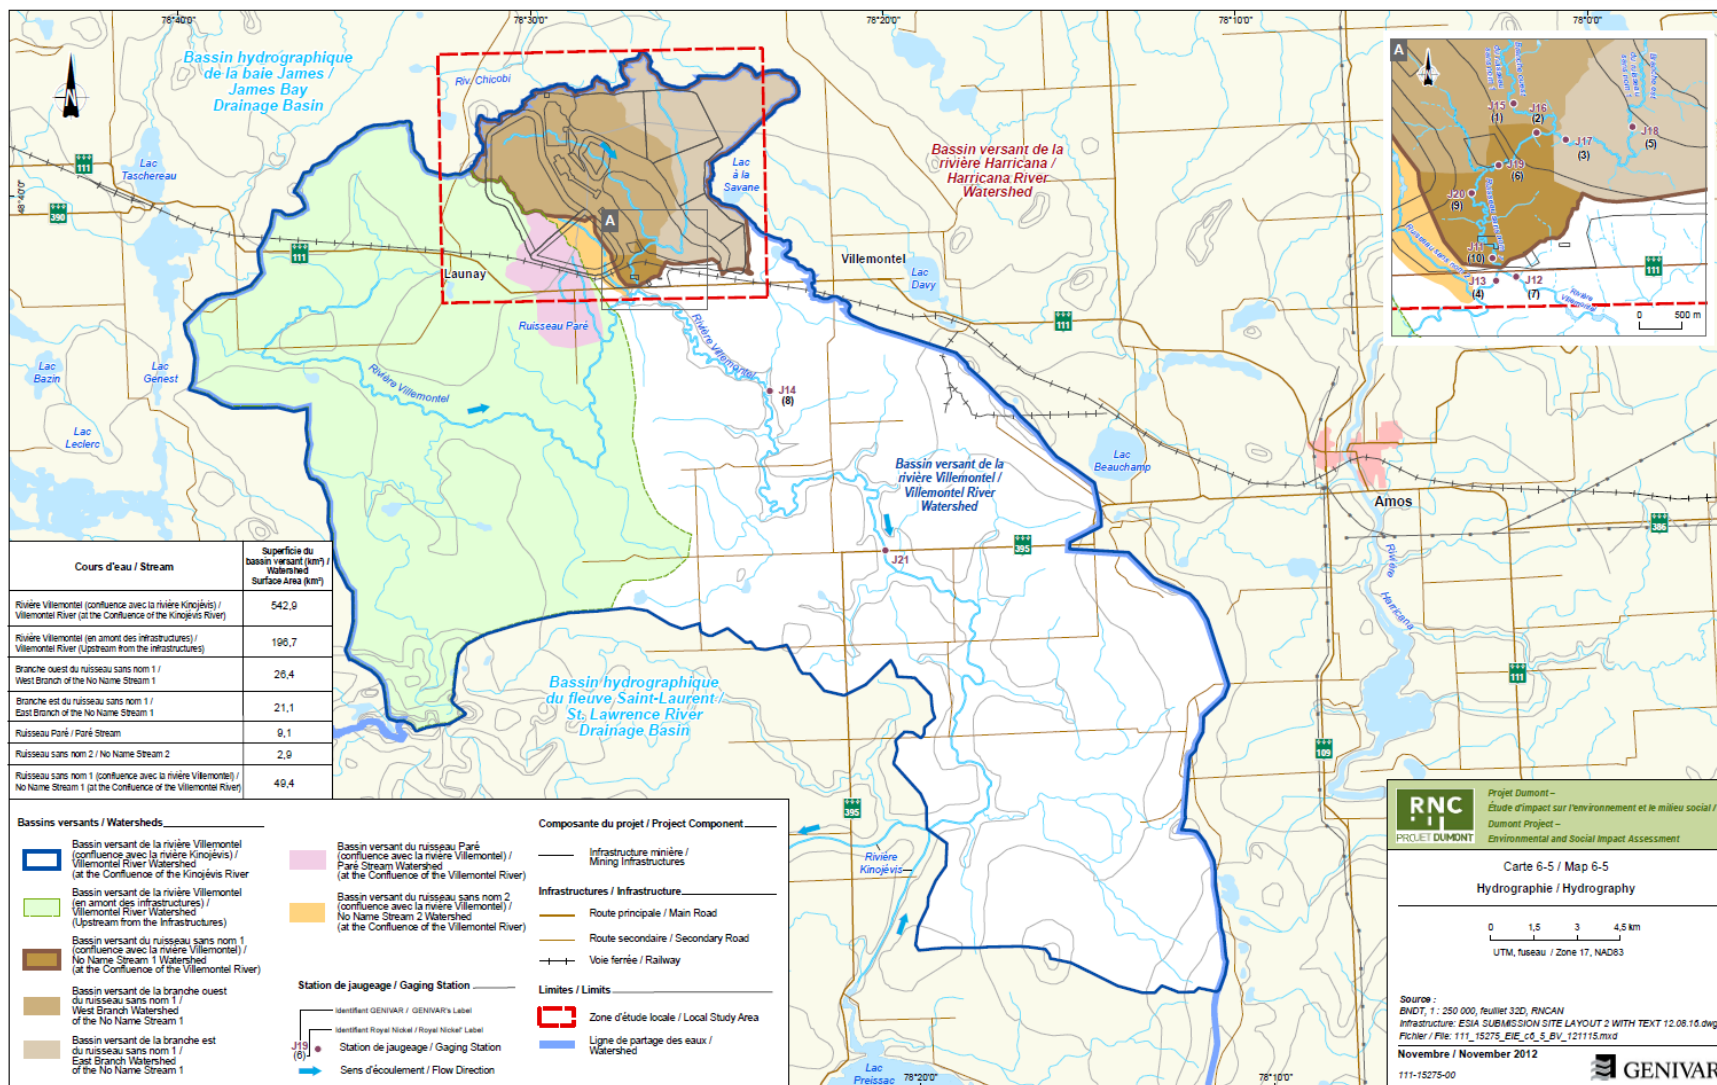 78°40'0"
78°30'0"
78°20'0"
78°10'0"
78°0'0"
48°40'0"
Bassin hydrographique
de la baie James /
James Bay
Drainage Basin
Riv. Chicobi
Lac
Taschereau
111
390
111
Launay
Lac
à la
Savane
A
Bassin versant de la
rivière Harricana /
Harricana River
Watershed
Villemontel
Lac
Davy
111
Ruisseau Paré
Rivière Villemontel
Rivière Villemontel
J14
(8)
Lac
Bazin
Lac
Génest
Lac
Leclerc
Bassin versant de la
rivière Villemontel /
Villemontel River
Watershed
Lac
Beauchamp
Amos
386
395
J21
Rivière
Harricana
111
109
Bassin hydrographique
du fleuve Saint-Laurent /
St. Lawrence River
Drainage Basin
395
Rivière
Kinojévis
Lac
Preissac
78°20'0"
78°10'0"
A
J15
(1)
J16
(2)
J17
(3)
J18
(5)
J19
(6)
J20
(9)
J11
(10)
J13
(4)
J12
(7)
Ruisseau sans nom 2
Rivière
Villemontel
111
0 500 m
Cours d'eau / Stream
Superficie du
bassin versant (km²) /
Watershed
Surface Area (km²)
Rivière Villemontel (confluence avec la rivière Kinojévis) /
Villemontel River (at the Confluence of the Kinojévis River)
542,9
Rivière Villemontel (en amont des infrastructures) /
Villemontel River (Upstream from the infrastructures)
196,7
Branche ouest du ruisseau sans nom 1 /
West Branch of the No Name Stream 1
26,4
Branche est du ruisseau sans nom 1 /
East Branch of the No Name Stream 1
21,1
Ruisseau Paré / Paré Stream
9,1
Ruisseau sans nom 2 / No Name Stream 2
2,9
Ruisseau sans nom 1 (confluence avec la rivière Villemontel) /
No Name Stream 1 (at the Confluence of the Villemontel River)
49,4
Bassins versants / Watersheds
Bassin versant de la rivière Villemontel
(confluence avec la rivière Kinojévis) /
Villemontel River Watershed
(at the Confluence of the Kinojévis River
Bassin versant de la rivière Villemontel
(en amont des infrastructures) /
Villemontel River Watershed
(Upstream from the Infrastructures)
Bassin versant du ruisseau sans nom 1
(confluence avec la rivière Villemontel) /
No Name Stream 1 Watershed
(at the Confluence of the Villemontel River)
Bassin versant de la branche ouest
du ruisseau sans nom 1 /
West Branch Watershed
of the No Name Stream 1
Bassin versant de la branche est
du ruisseau sans nom 1 /
East Branch Watershed
of the No Name Stream 1
Bassin versant du ruisseau Paré
(confluence avec la rivière Villemontel) /
Paré Stream Watershed
(at the Confluence of the Villemontel River)
Bassin versant du ruisseau sans nom 2
(confluence avec la rivière Villemontel) /
No Name Stream 2 Watershed
(at the Confluence of the Villemontel River)
Station de jaugeage / Gaging Station
Identifiant GENIVAR / GENIVAR's Label
Identifiant Royal Nickel / Royal Nickel' Label
J19
(6)
Station de jaugeage / Gaging Station
Sens d'écoulement / Flow Direction
Composante du projet / Project Component
Infrastructure minière /
Mining Infrastructures
Infrastructures / Infrastructure
Route principale / Main Road
Route secondaire / Secondary Road
Voie ferrée / Railway
Limites / Limits
Zone d'étude locale / Local Study Area
Ligne de partage des eaux /
Watershed
RNC
PROJET DUMONT
Projet Dumont –
Étude d'impact sur l'environnement et le milieu social /
Dumont Project –
Environmental and Social Impact Assessment
Carte 6-5 / Map 6-5
Hydrographie / Hydrography
0 1,5 3 4,5 km
UTM, fuseau / Zone 17, NAD83
Source :
BNDT, 1 : 250 000, feuillet 32D, RNCAN
Infrastructure: ESIA SUBMISSION SITE LAYOUT 2 WITH TEXT 12.08.16.dwg
Fichier / File: 111_15275_EIE_c6_5_BV_121115.mxd
Novembre / November 2012
111-15275-00
GENIVAR